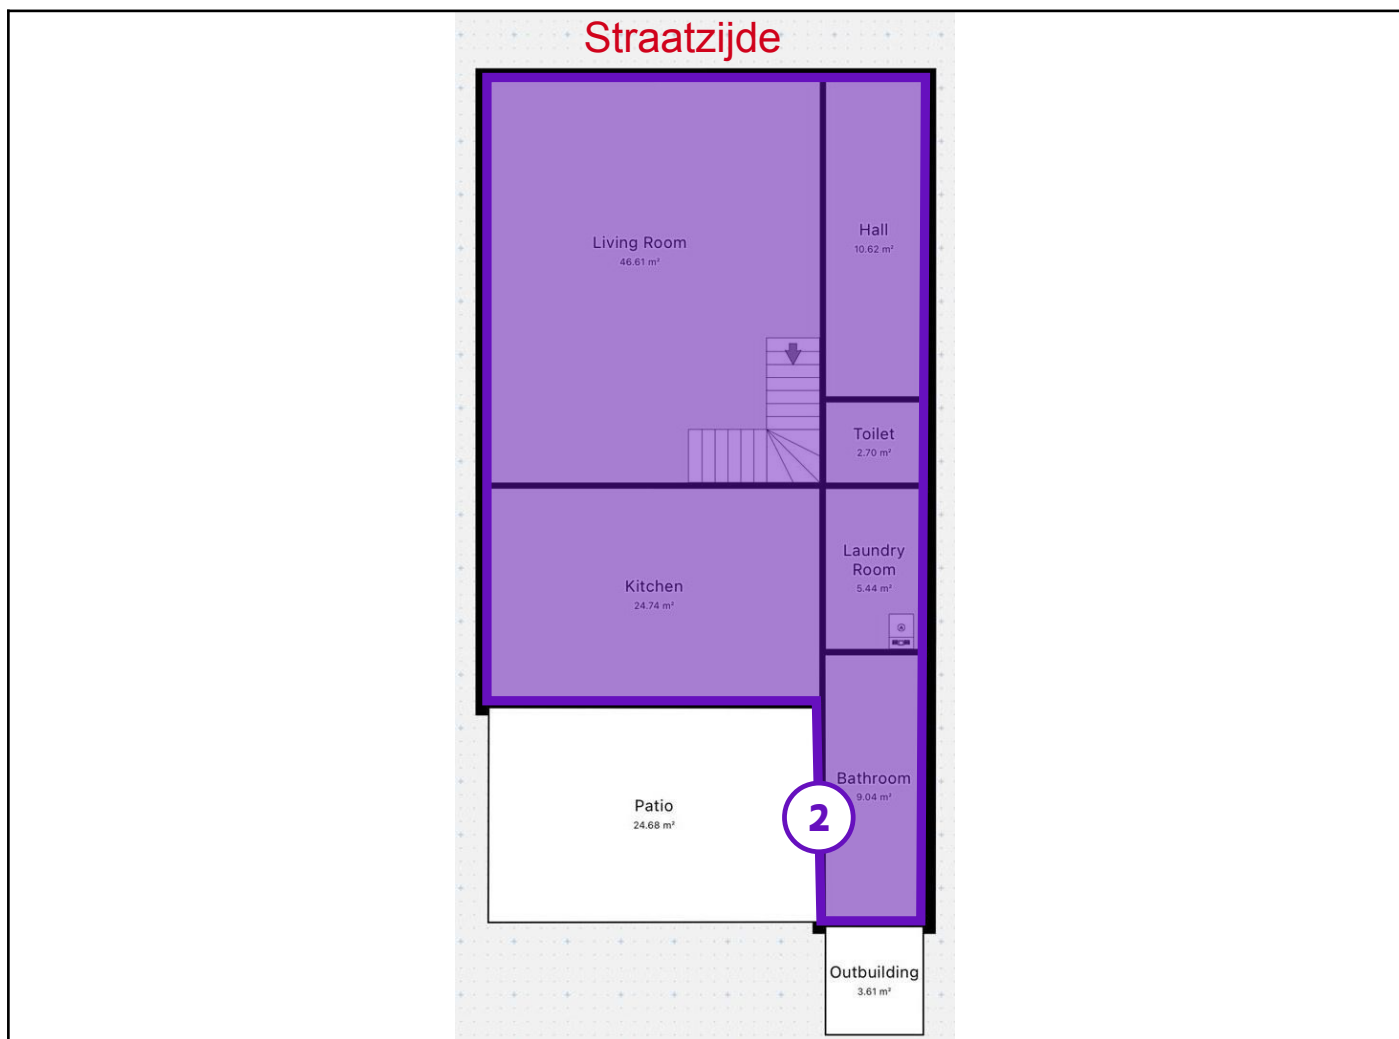 Straatzijde
Living Room
46.61 m²
Hall
10.62 m²
Toilet
2.70 m²
Laundry
Room
5.44 m²
Kitchen
24.74 m²
Bathroom
9.04 m²
Patio
24.68 m²
2
Outbuilding
3.61 m²